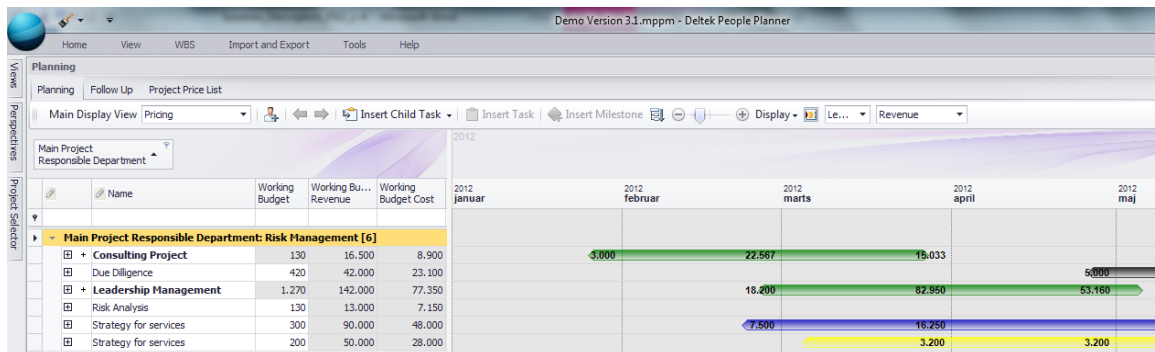 Demo Version 3.1.mppm - Deltek People Planner
Home View WBS Import and Export Tools Help
Views
Perspectives
Project Selector
Planning
Planning Follow Up Project Price List
Main Display View Pricing Insert Child Task Insert Task Insert Milestone Display Le... Revenue
2012
Main Project
Responsible Department
Name Working Budget Working Bu... Revenue Working Budget Cost 2012 januar 2012 februar 2012 marts 2012 april 2012 maj
Main Project Responsible Department: Risk Management [6]
Consulting Project 130 16.500 8.900 3.000 22.567 15.033
Due Dilligence 420 42.000 23.100 5.000
Leadership Management 1.270 142.000 77.350 18.200 82.950 53.160
Risk Analysis 130 13.000 7.150
Strategy for services 300 90.000 48.000 7.500 16.250
Strategy for services 200 50.000 28.000 3.200 3.200